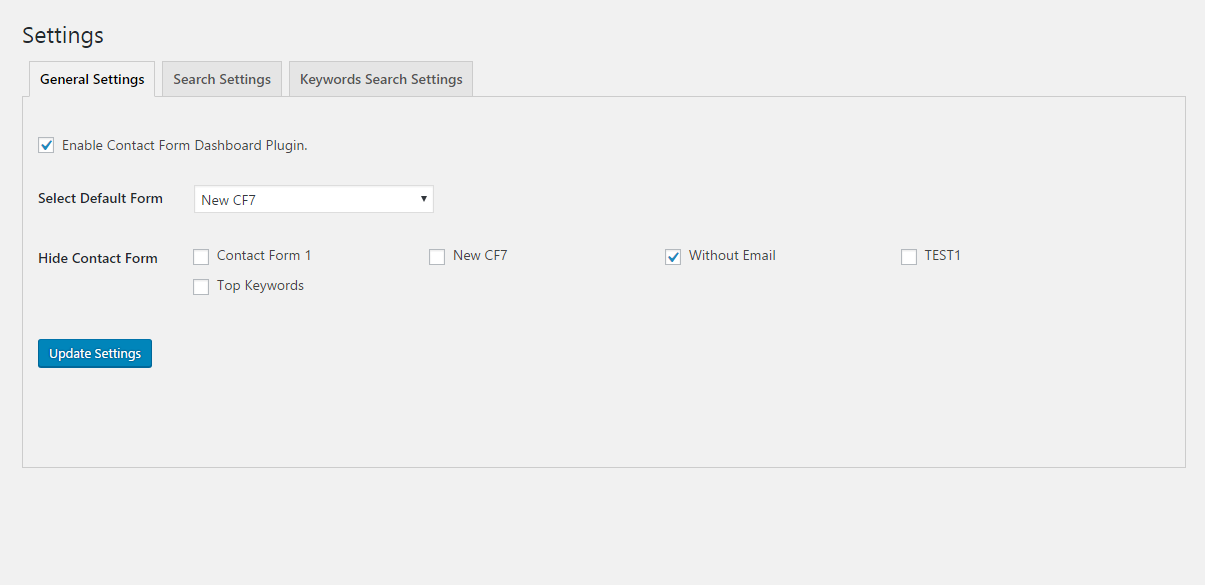 Settings
General Settings Search Settings Keywords Search Settings
Enable Contact Form Dashboard Plugin.
Select Default Form New CF7
Hide Contact Form Contact Form 1 New CF7 Without Email TEST1
Top Keywords
Update Settings